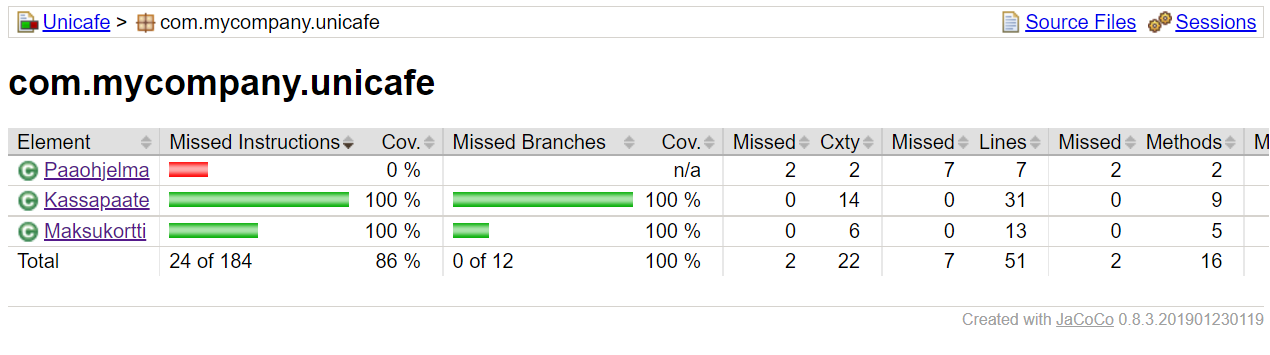 Unicafe > com.mycompany.unicafe Source Files Sessions
com.mycompany.unicafe
Element Missed Instructions Cov. Missed Branches Cov. Missed Cxty Missed Lines Missed Methods M
Paaohjelma 0 % n/a 2 2 7 7 2 2
Kassapaate 100 % 100 % 0 14 0 31 0 9
Maksukortti 100 % 100 % 0 6 0 13 0 5
Total 24 of 184 86 % 0 of 12 100 % 2 22 7 51 2 16
Created with JaCoCo 0.8.3.201901230119